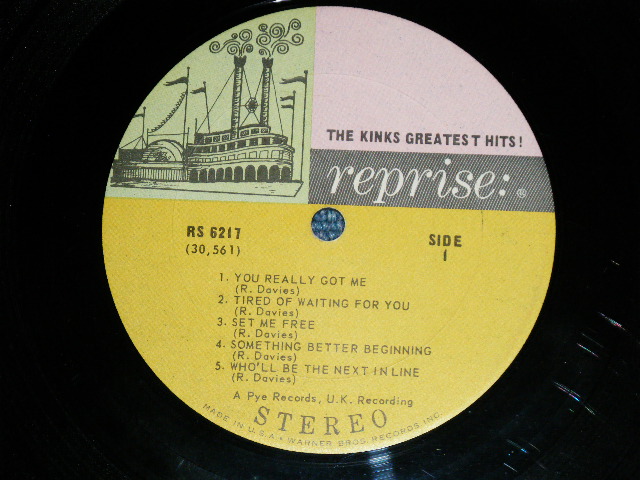 THE KINKS GREATEST HITS!
reprise:®
RS 6217
(30,561)
SIDE
1
1. YOU REALLY GOT ME
(R. Davies)
2. TIRED OF WAITING FOR YOU
(R. Davies)
3. SET ME FREE
(R. Davies)
4. SOMETHING BETTER BEGINNING
(R. Davies)
5. WHO'LL BE THE NEXT IN LINE
(R. Davies)
A Pye Records, U.K. Recording
STEREO
MADE IN U.S.A. • WARNER BROS. RECORDS INC.